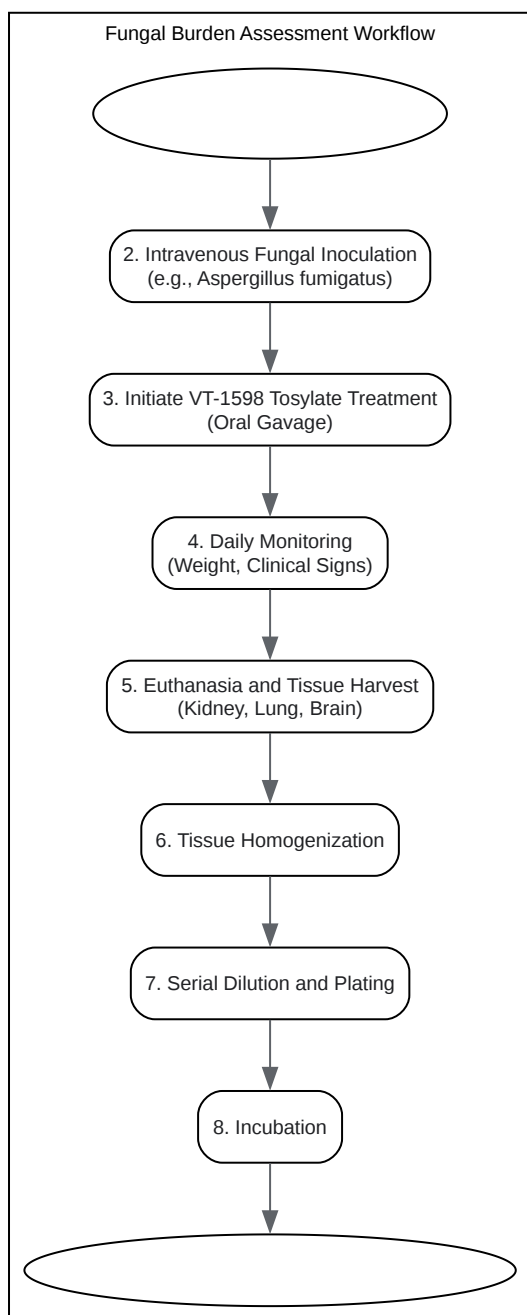 Fungal Burden Assessment Workflow
2. Intravenous Fungal Inoculation
(e.g., Aspergillus fumigatus)
3. Initiate VT-1598 Tosylate Treatment
(Oral Gavage)
4. Daily Monitoring
(Weight, Clinical Signs)
5. Euthanasia and Tissue Harvest
(Kidney, Lung, Brain)
6. Tissue Homogenization
7. Serial Dilution and Plating
8. Incubation